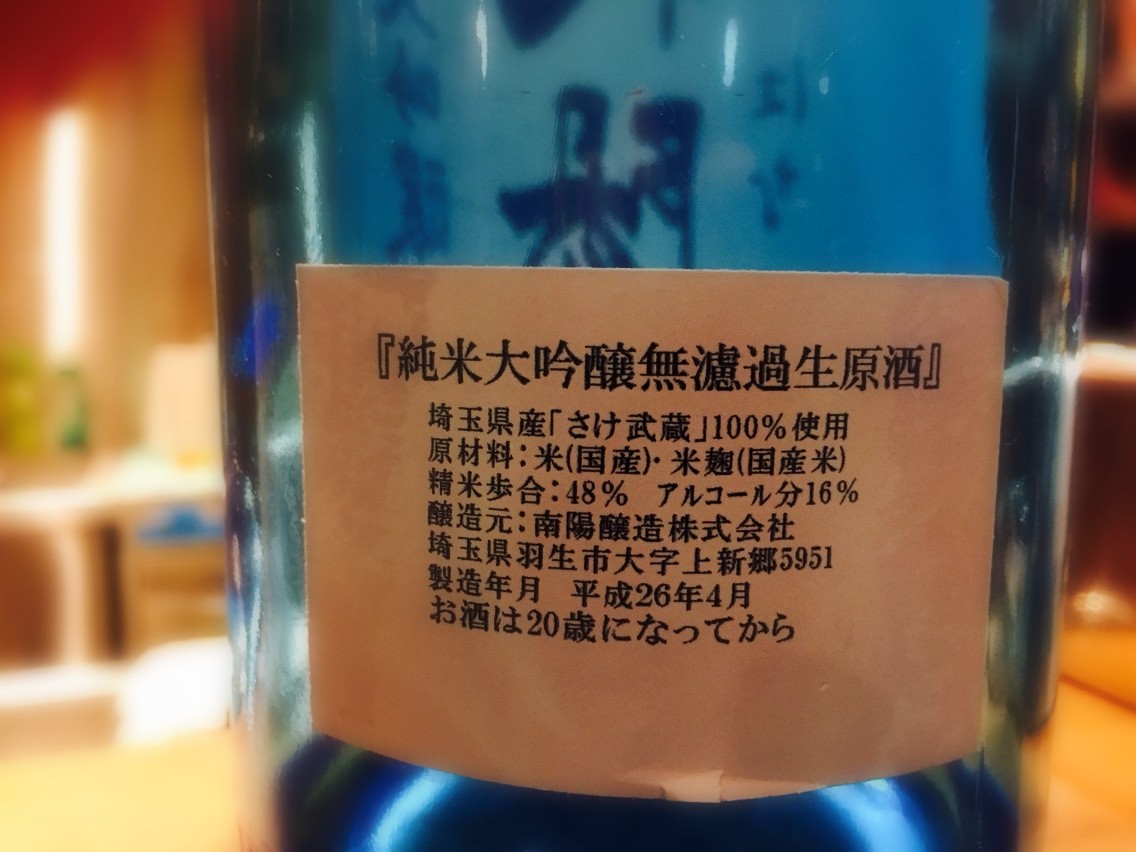 『純米大吟醸無濾過生原酒』
埼玉県産「さけ武蔵」100%使用
原材料：米(国産)・米麹(国産米)
精米歩合：48%　アルコール分16%
醸造元：南陽醸造株式会社
埼玉県羽生市大字上新郷5951
製造年月　平成26年4月
お酒は20歳になってから